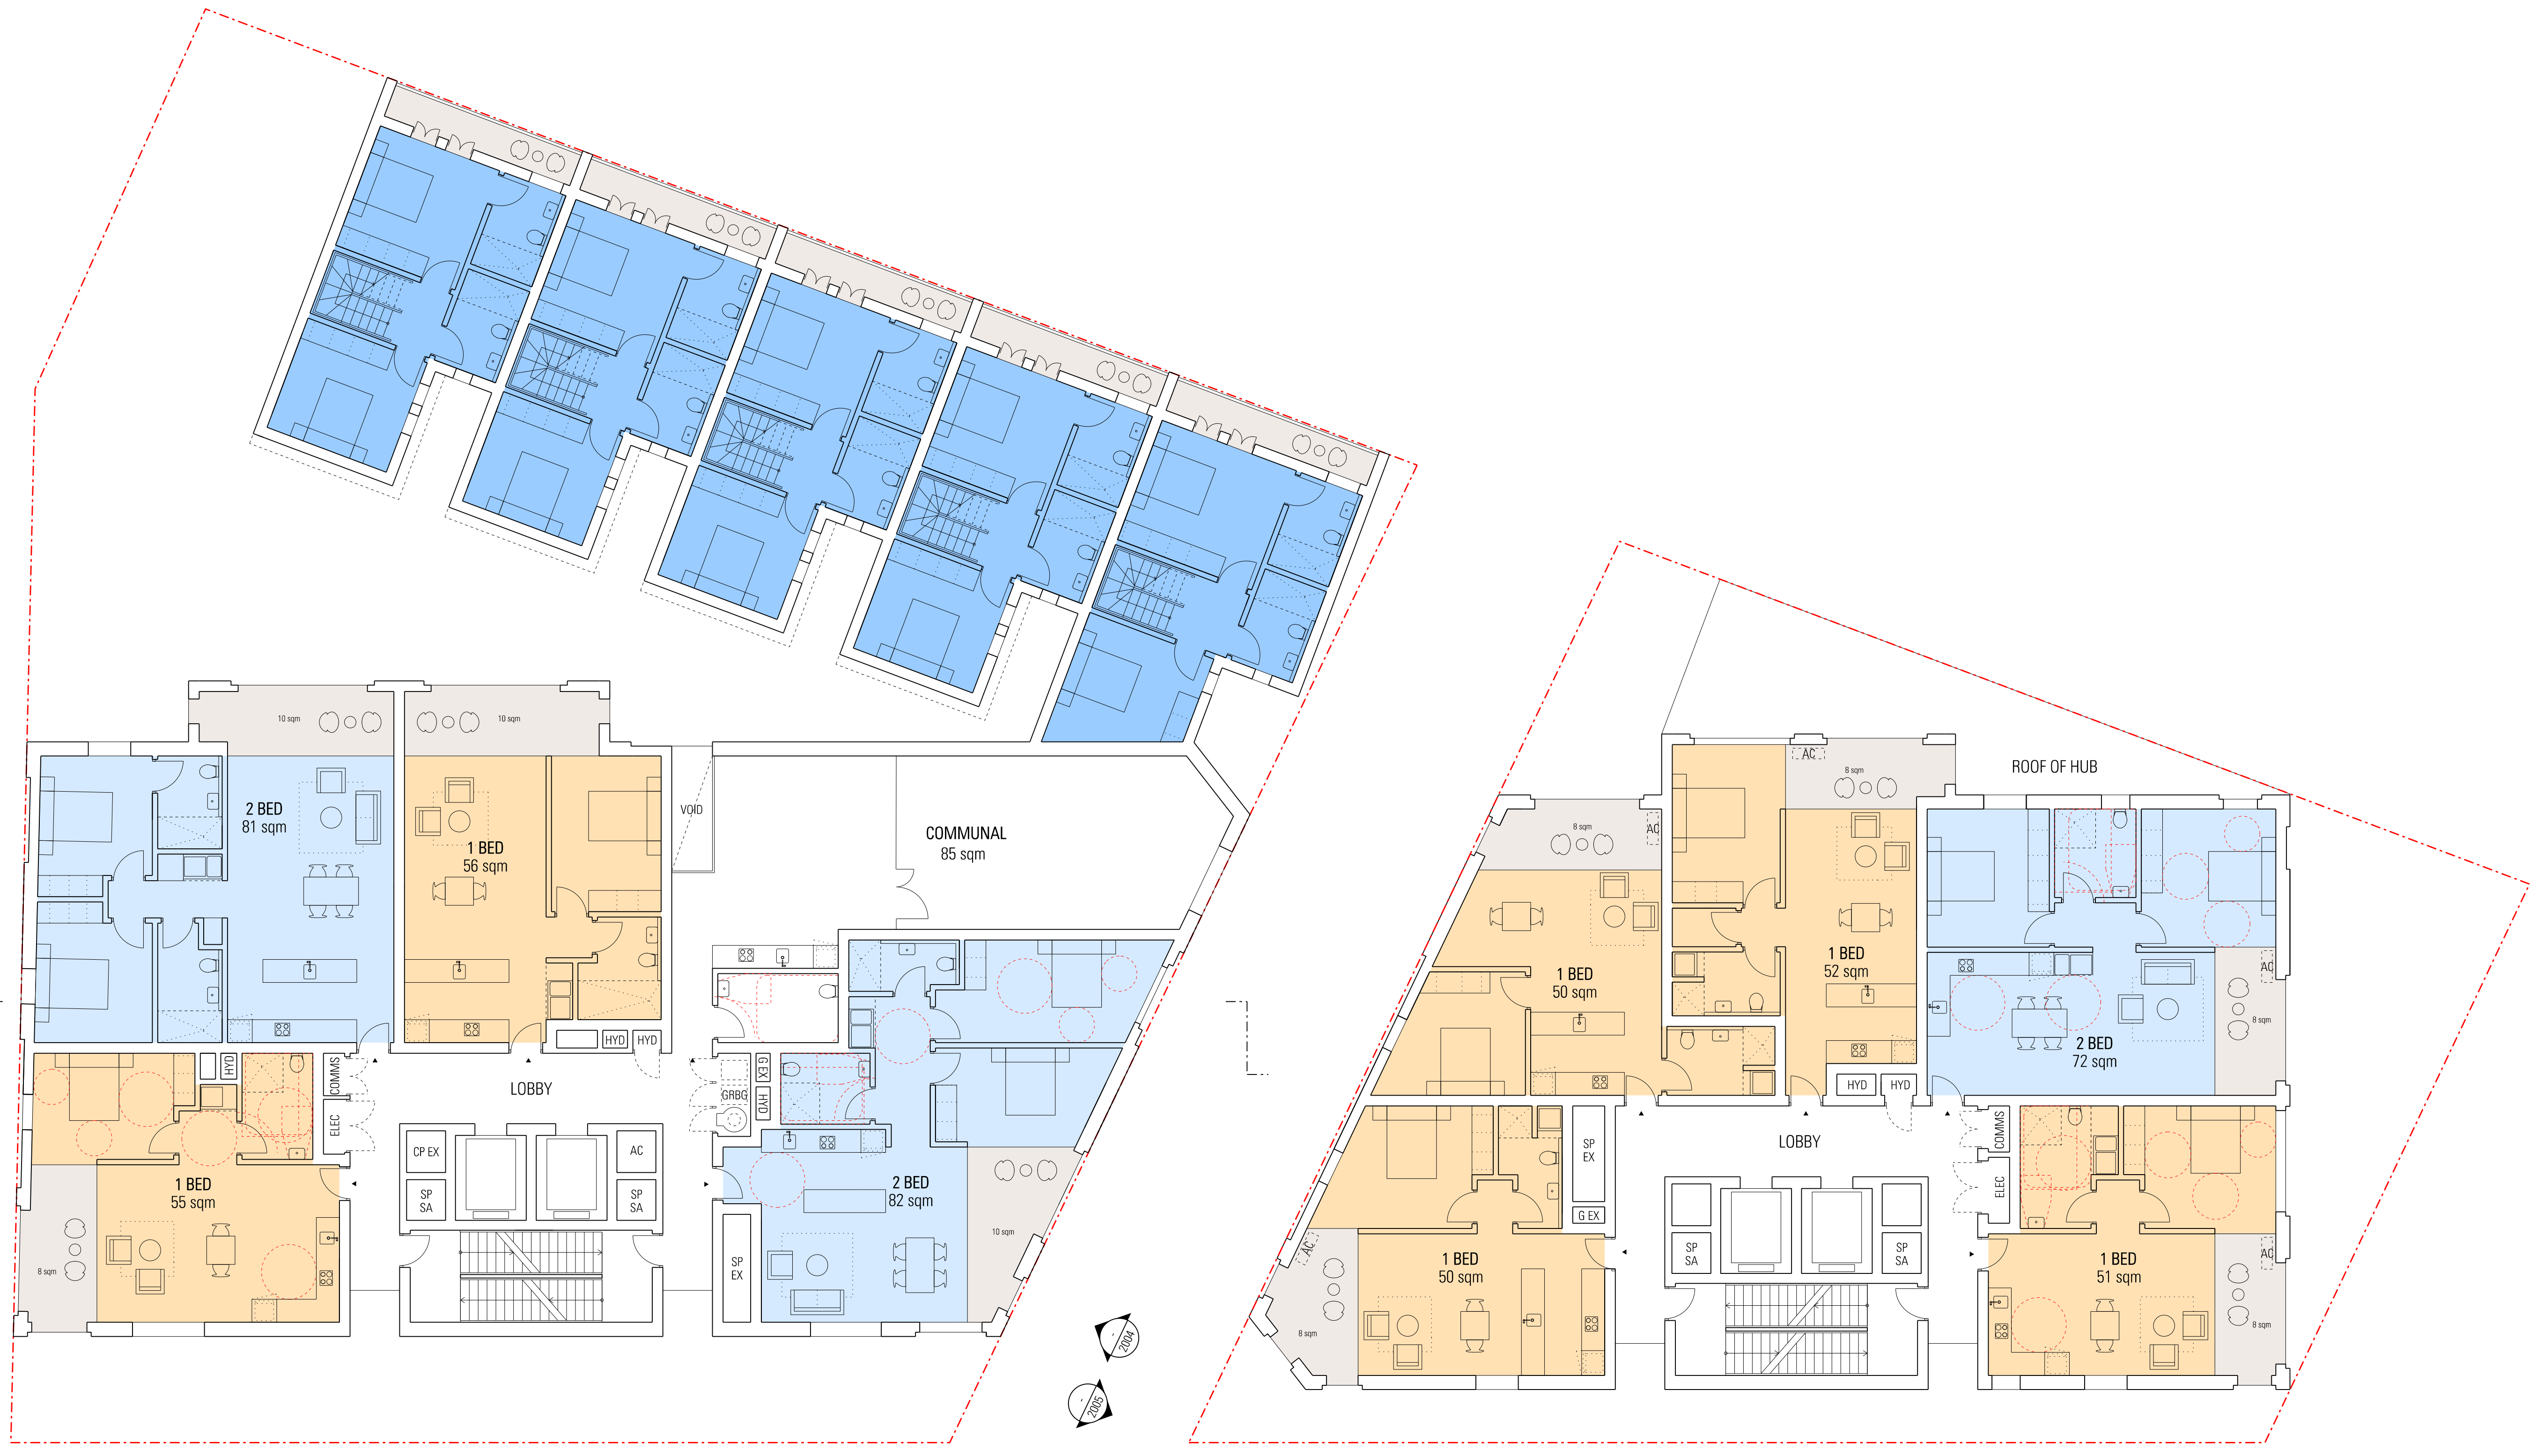 10 sqm
10 sqm
2 BED
81 sqm
1 BED
56 sqm
VOID
COMMUNAL
85 sqm
HYD
HYD
HYD
COMMS
ELEC
LOBBY
G EX
HYD
GRBG
CP EX
AC
SP
SA
SP
SA
1 BED
55 sqm
8 sqm
SP
EX
2 BED
82 sqm
10 sqm
-
2004
-
2005
ROOF OF HUB
AC
8 sqm
8 sqm
AC
1 BED
50 sqm
1 BED
52 sqm
2 BED
72 sqm
AC
8 sqm
HYD
HYD
LOBBY
COMMS
ELEC
SP
EX
G EX
SP
SA
SP
SA
1 BED
50 sqm
AC
8 sqm
1 BED
51 sqm
AC
8 sqm